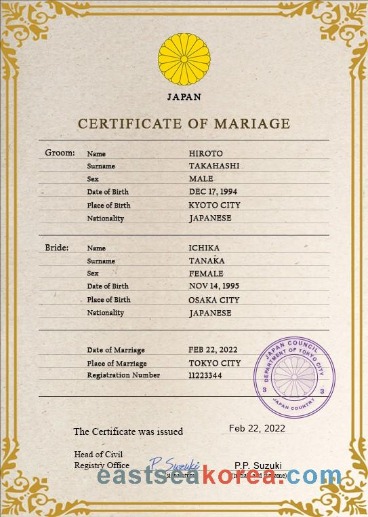 JAPAN
CERTIFICATE OF MARIAGE
Groom: Name HIROTO
Surname TAKAHASHI
Sex MALE
Date of Birth DEC 17, 1994
Place of Birth KYOTO CITY
Nationality JAPANESE
Bride: Name ICHIKA
Surname TANAKA
Sex FEMALE
Date of Birth NOV 14, 1995
Place of Birth OSAKA CITY
Nationality JAPANESE
Date of Marriage FEB 22, 2022
Place of Marriage TOKYO CITY
Registration Number 11223344
JAPAN COUNCIL
DEPARTMENT OF TOKYO CITY
JAPAN COUNTRY
The Certificate was issued Feb 22, 2022
Head of Civil
Registry Office P. Suzuki P.P. Suzuki
eastseakorea.com